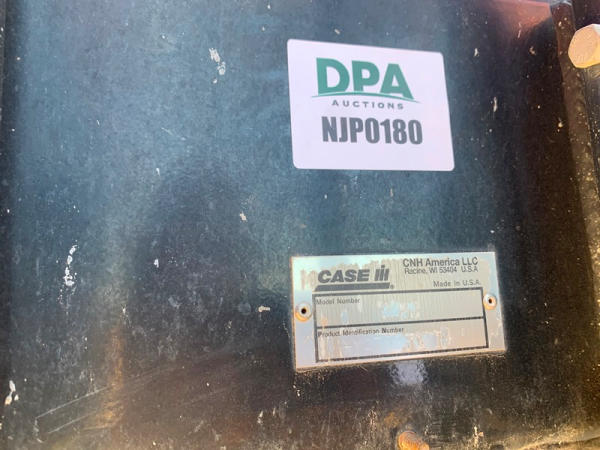 DPA
AUCTIONS
NJP0180
CASE IH
CNH America LLC
Racine, WI 53404 U.S.A
Made in U.S.A.
Model Number
Product Identification Number